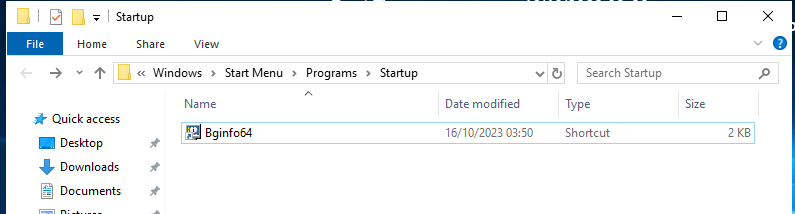 Startup
File Home Share View
« Windows › Start Menu › Programs › Startup
Search Startup
Name Date modified Type Size
Quick access
Desktop
Downloads
Documents
Bginfo64 16/10/2023 03:50 Shortcut 2 KB